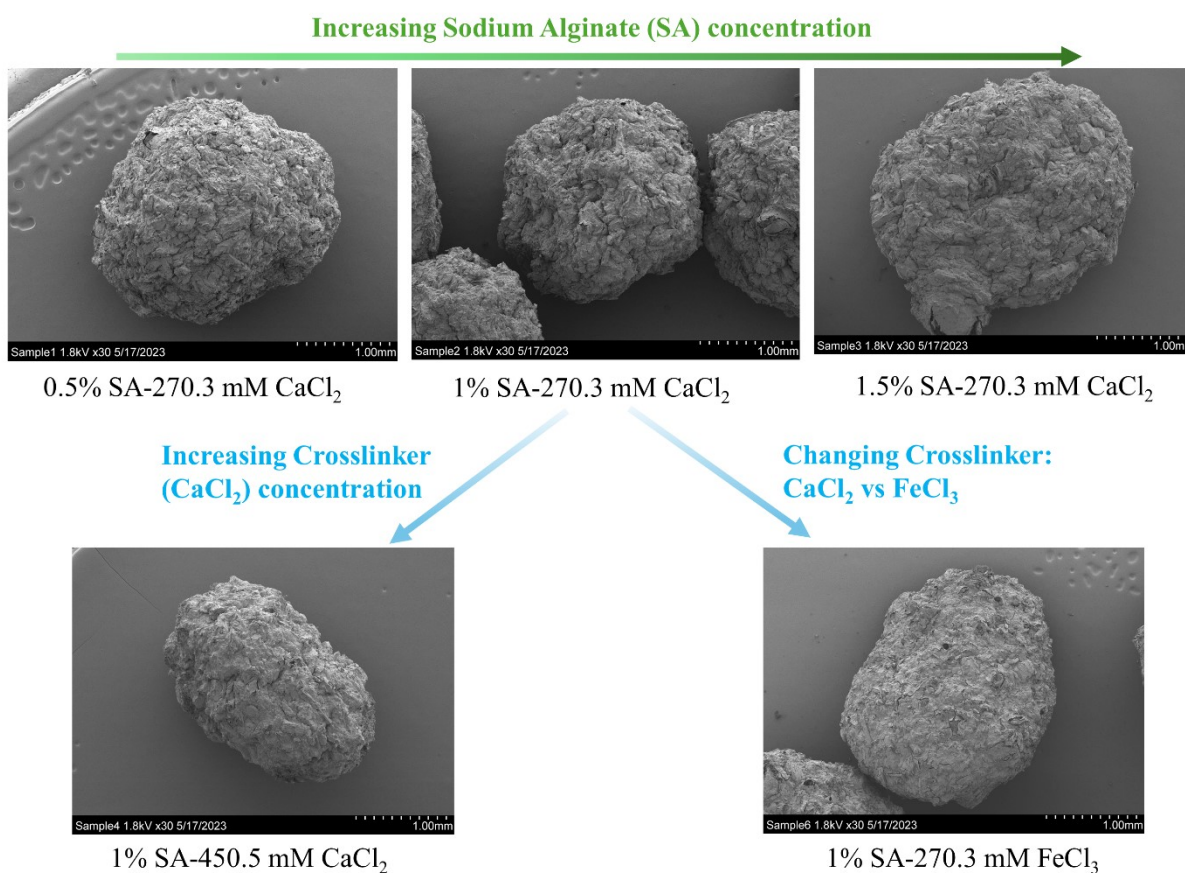 Increasing Sodium Alginate (SA) concentration
Sample1 1.8kV x30 5/17/2023 1.00mm
Sample2 1.8kV x30 5/17/2023 1.00mm
Sample3 1.8kV x30 5/17/2023 1.00mm
0.5% SA-270.3 mM CaCl₂
1% SA-270.3 mM CaCl₂
1.5% SA-270.3 mM CaCl₂
Increasing Crosslinker
(CaCl₂) concentration
Changing Crosslinker:
CaCl₂ vs FeCl₃
Sample4 1.8kV x30 5/17/2023 1.00mm
Sample6 1.8kV x30 5/17/2023 1.00mm
1% SA-450.5 mM CaCl₂
1% SA-270.3 mM FeCl₃